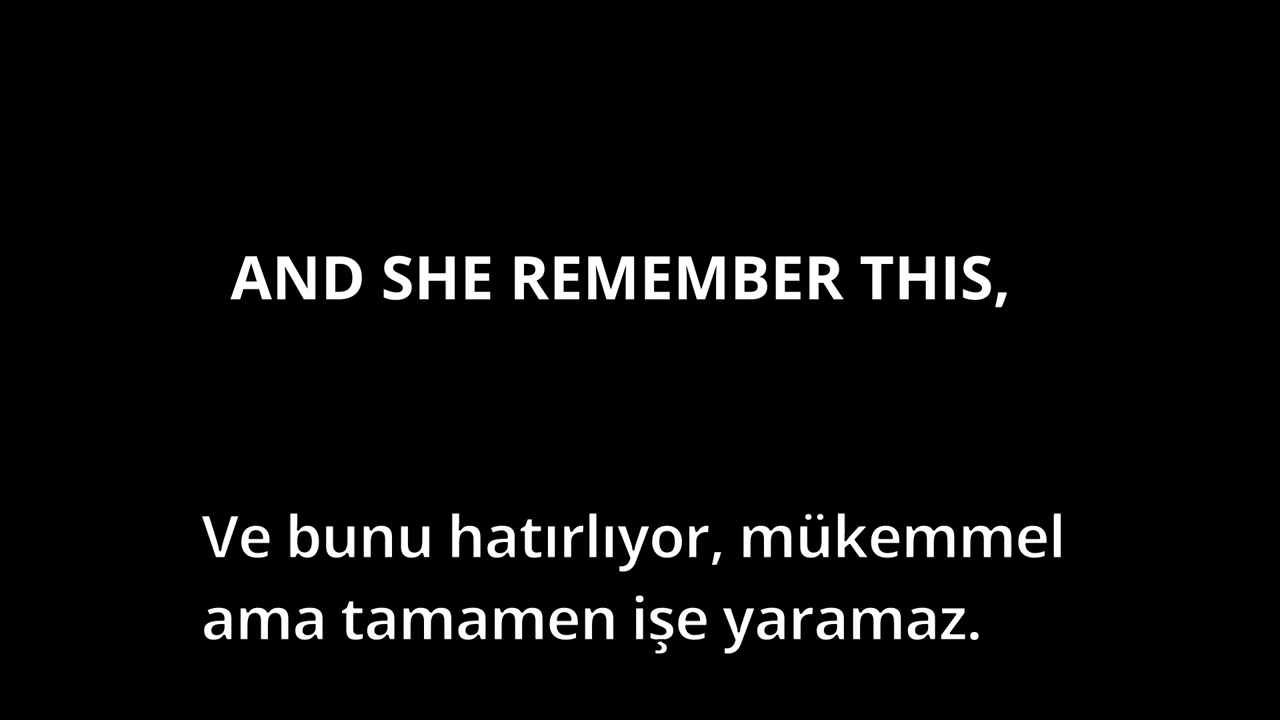 AND SHE REMEMBER THIS,
Ve bunu hatırlıyor, mükemmel
ama tamamen işe yaramaz.